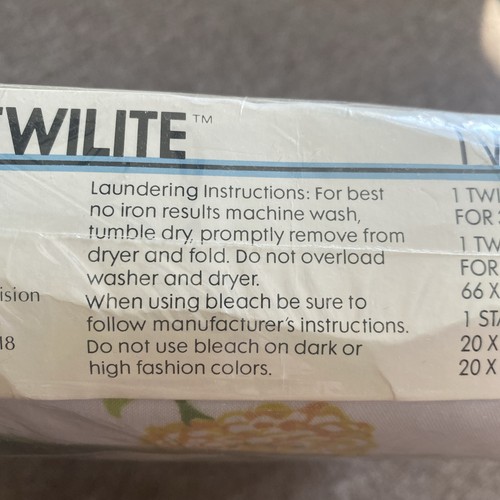 TWILITE™
Laundering Instructions: For best
no iron results machine wash,
tumble dry, promptly remove from
dryer and fold. Do not overload
washer and dryer.
When using bleach be sure to
follow manufacturer's instructions.
Do not use bleach on dark or
high fashion colors.
ision
18
1 TWI
FOR
1 TW
FOR
66 X
1 STA
20 X
20 X